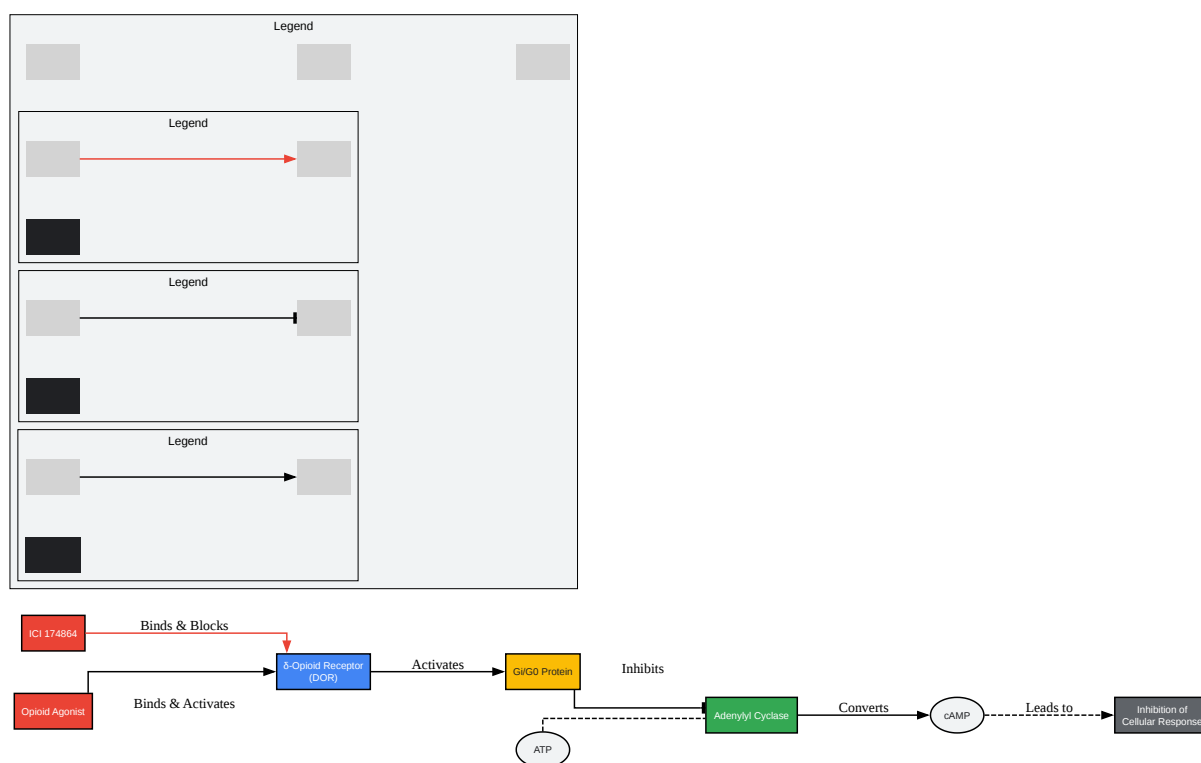 Legend
Legend
Legend
Legend
ICI 174864
Binds & Blocks
δ-Opioid Receptor
(DOR)
Activates
Gi/G0 Protein
Inhibits
Opioid Agonist
Binds & Activates
Adenylyl Cyclase
Converts
cAMP
Leads to
Inhibition of
Cellular Response
ATP